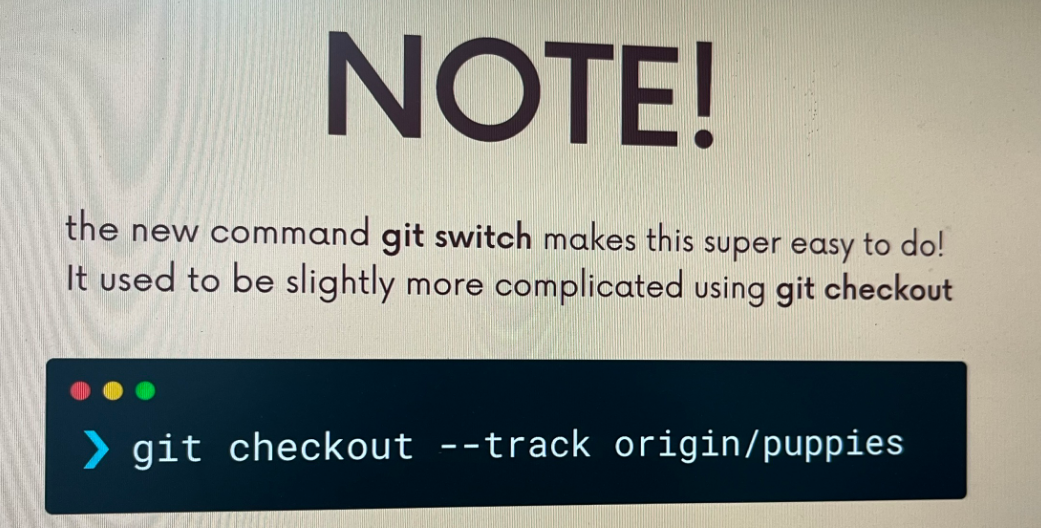 NOTE!
the new command git switch makes this super easy to do!
It used to be slightly more complicated using git checkout
❯ git checkout --track origin/puppies